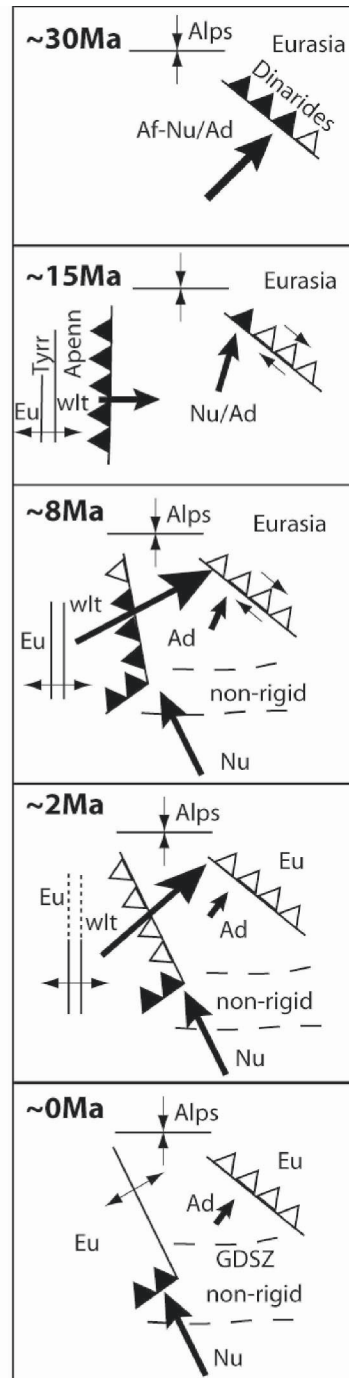 ~30Ma
Alps
Eurasia
Dinarides
Af-Nu/Ad
~15Ma
Eurasia
Tyrr
Apenn
Eu
wlt
Nu/Ad
~8Ma
Alps
Eurasia
wlt
Eu
Ad
non-rigid
Nu
~2Ma
Alps
Eu
Eu
wlt
Ad
non-rigid
Nu
~0Ma
Alps
Eu
Ad
Eu
GDSZ
non-rigid
Nu